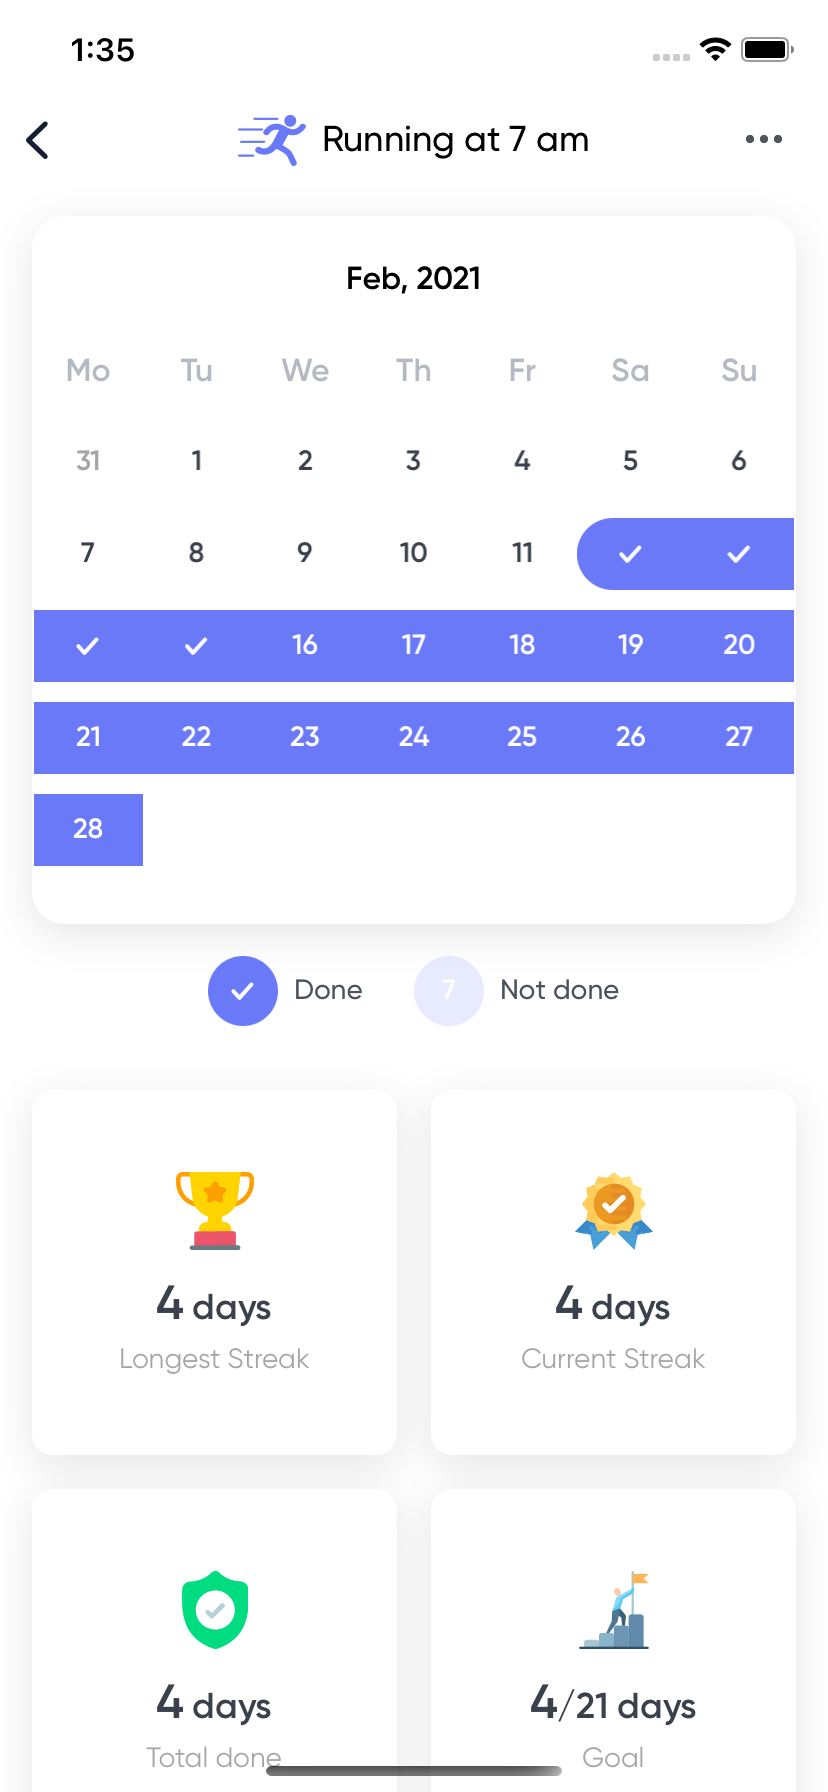 1:35
Running at 7 am
Feb, 2021
Mo Tu We Th Fr Sa Su
31 1 2 3 4 5 6
7 8 9 10 11
16 17 18 19 20
21 22 23 24 25 26 27
28
Done 7 Not done
4 days 4 days
Longest Streak Current Streak
4 days 4/21 days
Total done Goal